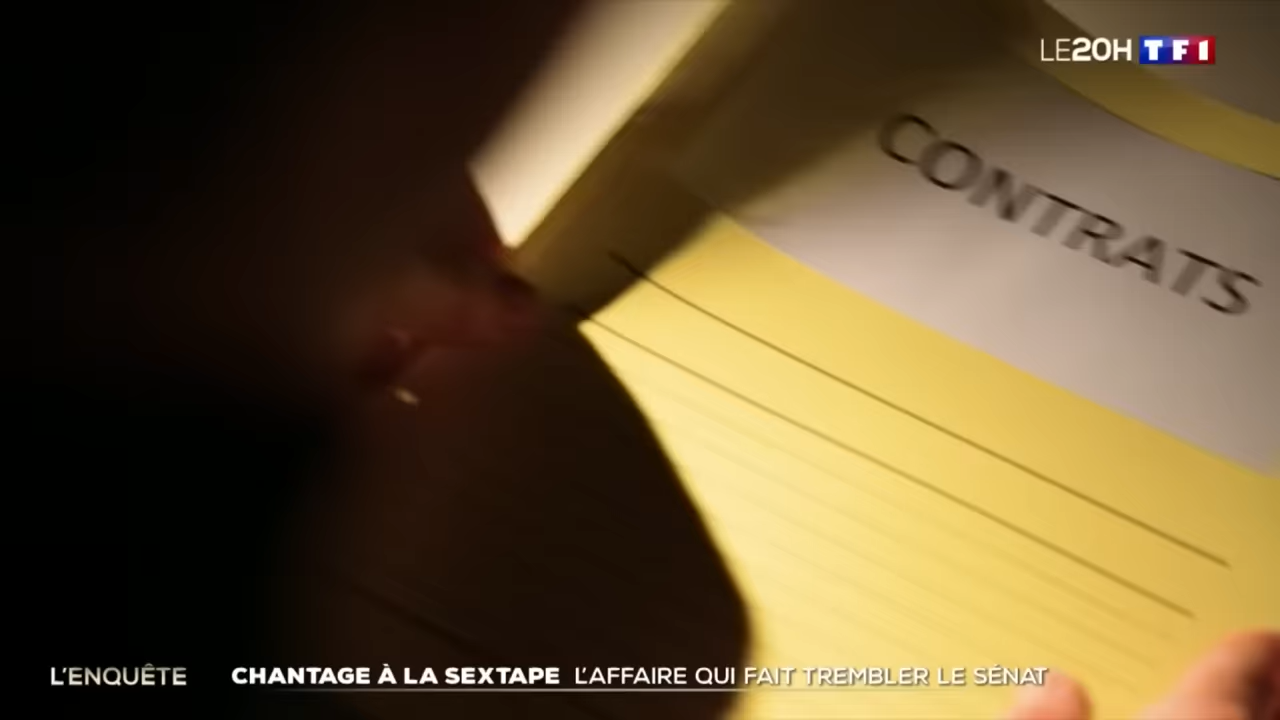 LE20H TF1
CONTRATS
L'ENQUÊTE CHANTAGE À LA SEXTAPE L'AFFAIRE QUI FAIT TREMBLER LE SÉNAT